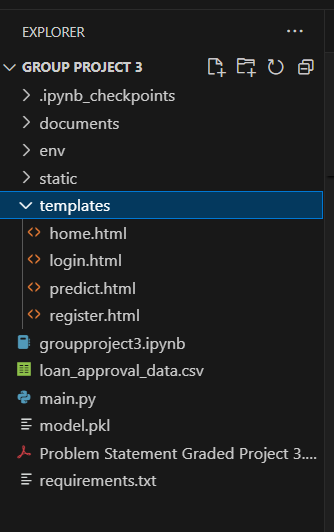 EXPLORER
GROUP PROJECT 3
.ipynb_checkpoints
documents
env
static
templates
home.html
login.html
predict.html
register.html
groupproject3.ipynb
loan_approval_data.csv
main.py
model.pkl
Problem Statement Graded Project 3....
requirements.txt